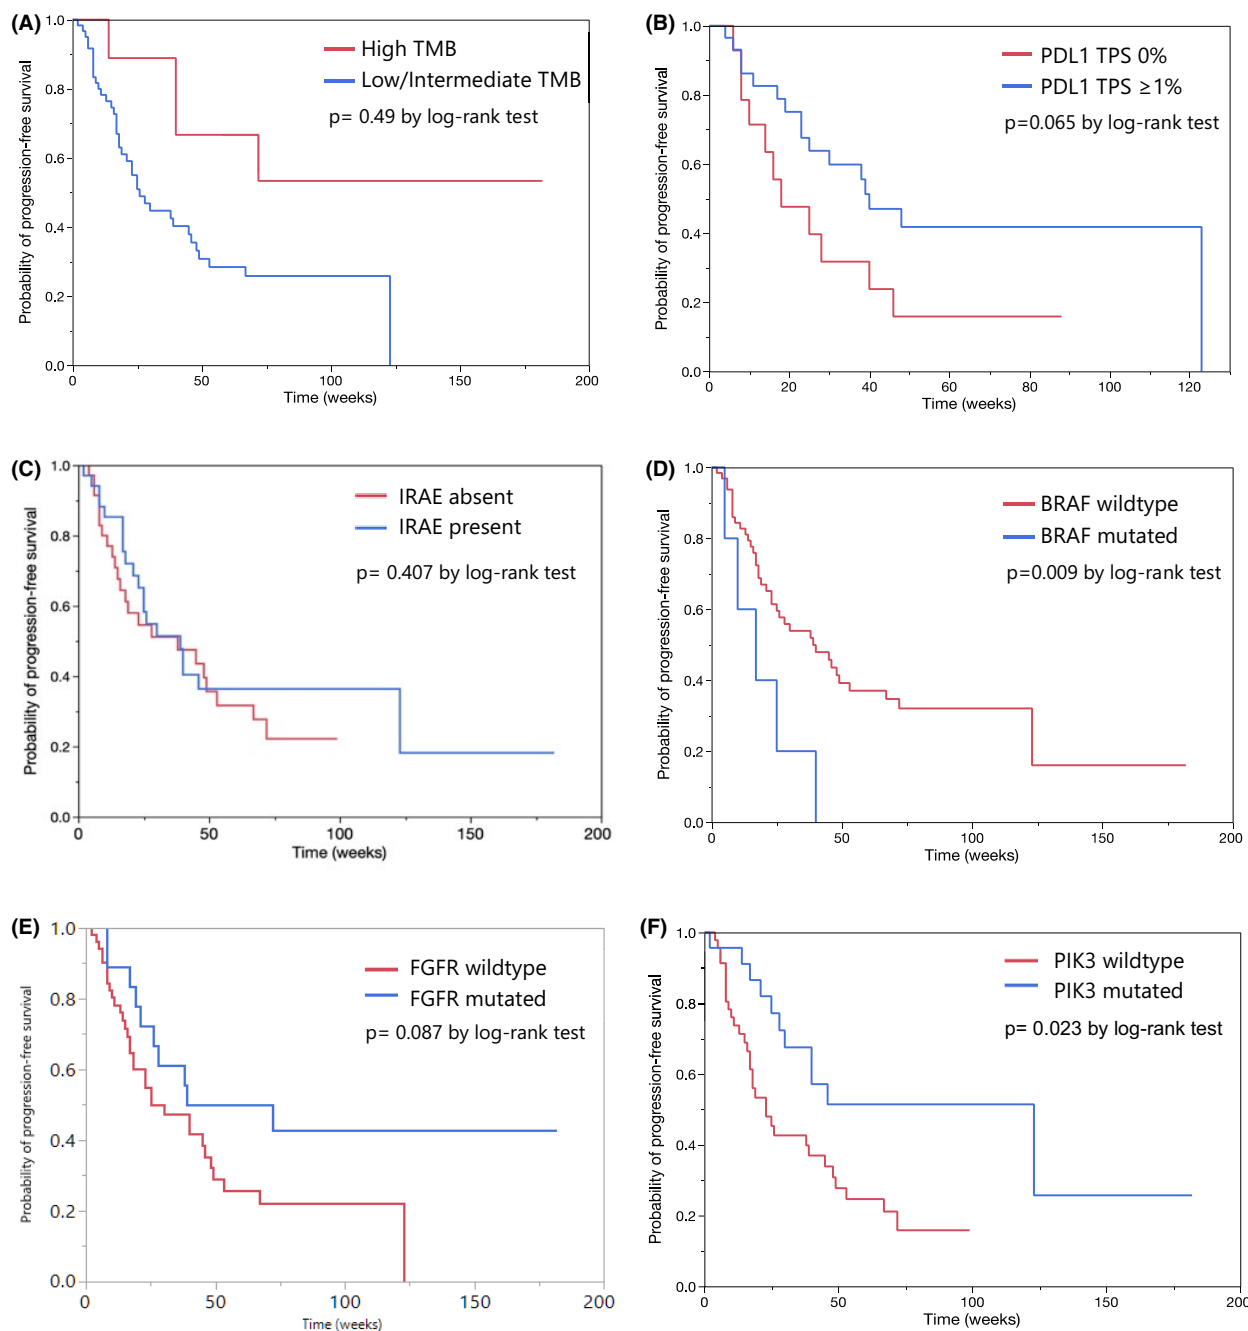 (A)
Probability of progression-free survival
1.0
0.8
0.6
0.4
0.2
0.0
High TMB
Low/Intermediate TMB
p= 0.49 by log-rank test
0 50 100 150 200
Time (weeks)
(B)
Probability of progression-free survival
1.0
0.8
0.6
0.4
0.2
0.0
PDL1 TPS 0%
PDL1 TPS ≥1%
p=0.065 by log-rank test
0 20 40 60 80 100 120
Time (weeks)
(C)
Probability of progression-free survival
1.0
0.8
0.6
0.4
0.2
0.0
IRAE absent
IRAE present
p= 0.407 by log-rank test
0 50 100 150 200
Time (weeks)
(D)
Probability of progression-free survival
1.0
0.8
0.6
0.4
0.2
0.0
BRAF wildtype
BRAF mutated
p=0.009 by log-rank test
0 50 100 150 200
Time (weeks)
(E)
Probability of progression-free survival
1.0
0.8
0.6
0.4
0.2
0.0
FGFR wildtype
FGFR mutated
p= 0.087 by log-rank test
0 50 100 150 200
Time (weeks)
(F)
Probability of progression-free survival
1.0
0.8
0.6
0.4
0.2
0.0
PIK3 wildtype
PIK3 mutated
p= 0.023 by log-rank test
0 50 100 150 200
Time (weeks)